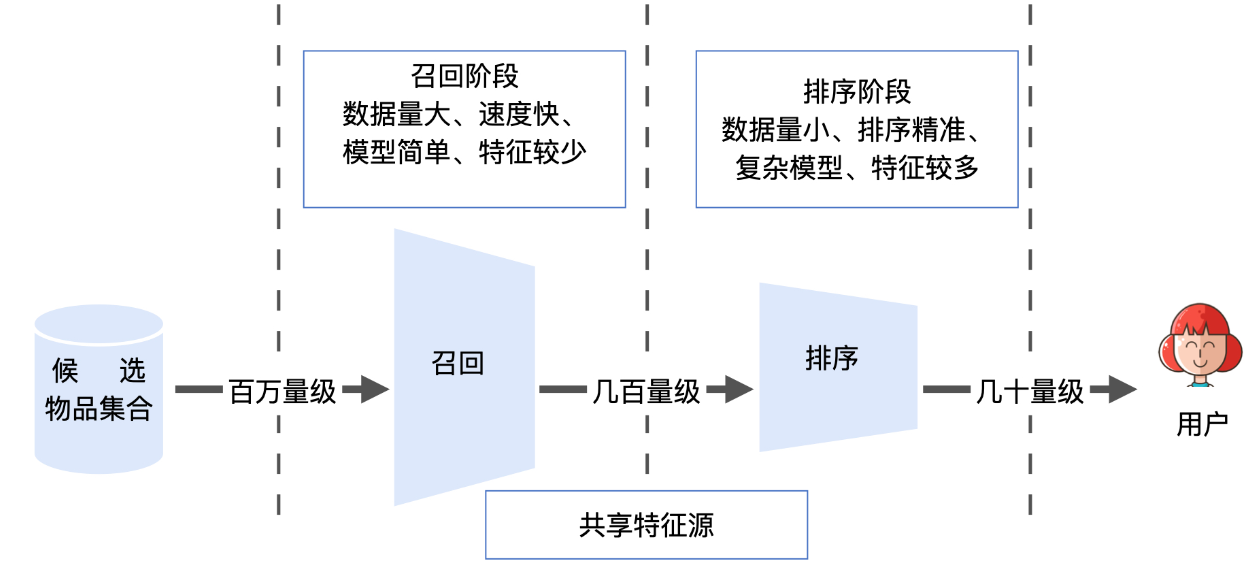 召回阶段
数据量大、速度快、
模型简单、特征较少
排序阶段
数据量小、排序精准、
复杂模型、特征较多
候 选
物品集合
百万量级
召回
几百量级
排序
几十量级
用户
共享特征源